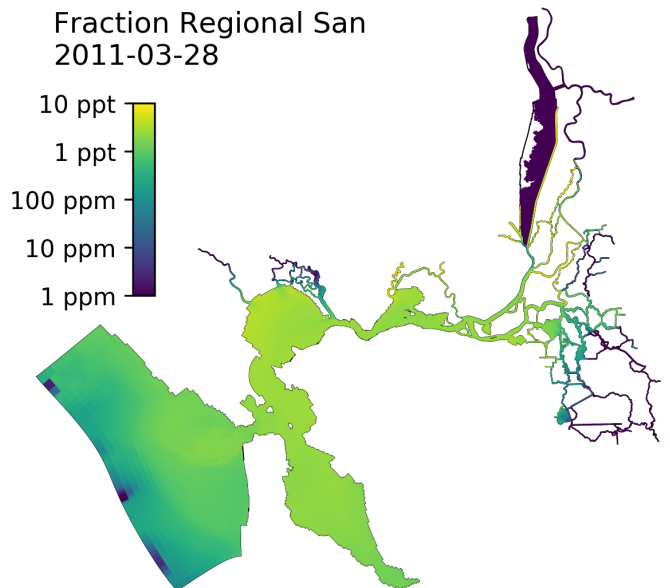 Fraction Regional San
2011-03-28
10 ppt
1 ppt
100 ppm
10 ppm
1 ppm